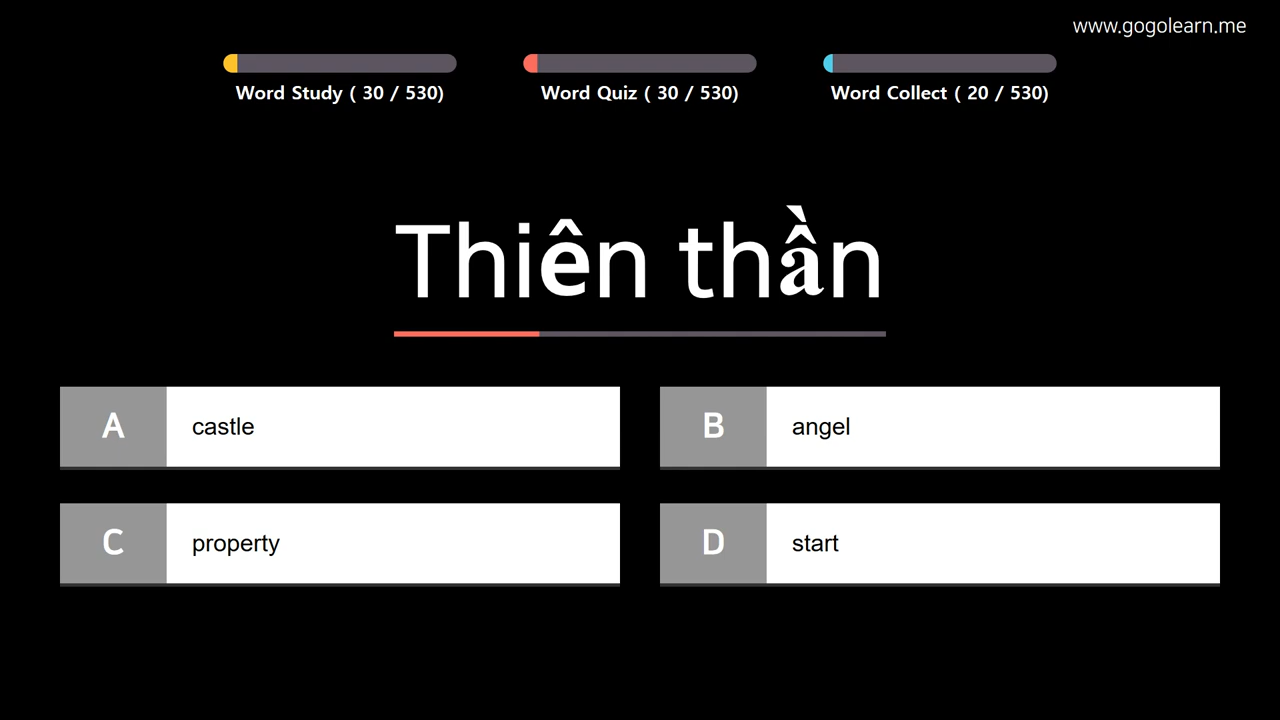 www.gogolearn.me
Word Study ( 30 / 530)
Word Quiz ( 30 / 530)
Word Collect ( 20 / 530)
Thiên thần
A castle
B angel
C property
D start